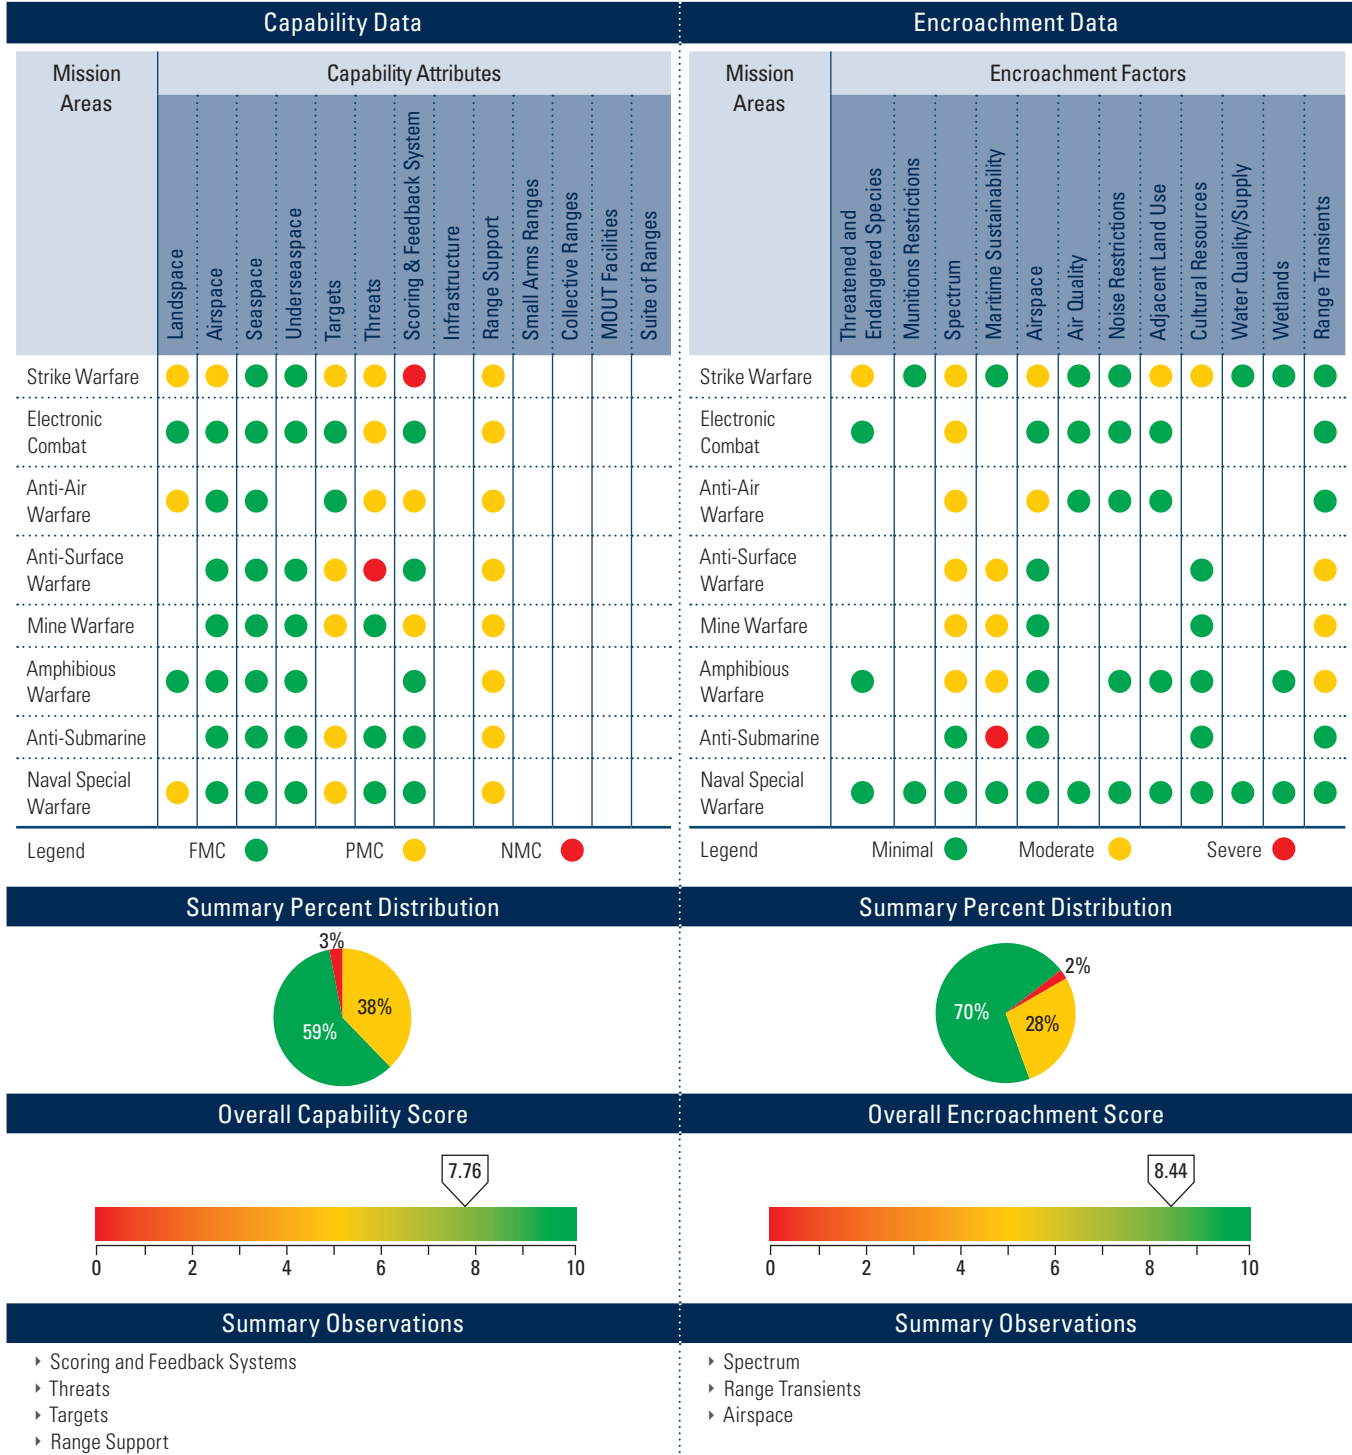 Capability Data
Mission
Areas
Capability Attributes
Landspace
Airspace
Seaspace
Underseaspace
Targets
Threats
Scoring & Feedback System
Infrastructure
Range Support
Small Arms Ranges
Collective Ranges
MOUT Facilities
Suite of Ranges
Strike Warfare
Electronic
Combat
Anti-Air
Warfare
Anti-Surface
Warfare
Mine Warfare
Amphibious
Warfare
Anti-Submarine
Naval Special
Warfare
Legend FMC PMC NMC
Summary Percent Distribution
3%
38%
59%
Overall Capability Score
7.76
0 2 4 6 8 10
Summary Observations
‣ Scoring and Feedback Systems
‣ Threats
‣ Targets
‣ Range Support
Encroachment Data
Mission
Areas
Encroachment Factors
Threatened and
Endangered Species
Munitions Restrictions
Spectrum
Maritime Sustainability
Airspace
Air Quality
Noise Restrictions
Adjacent Land Use
Cultural Resources
Water Quality/Supply
Wetlands
Range Transients
Strike Warfare
Electronic
Combat
Anti-Air
Warfare
Anti-Surface
Warfare
Mine Warfare
Amphibious
Warfare
Anti-Submarine
Naval Special
Warfare
Legend Minimal Moderate Severe
Summary Percent Distribution
2%
70%
28%
Overall Encroachment Score
8.44
0 2 4 6 8 10
Summary Observations
‣ Spectrum
‣ Range Transients
‣ Airspace